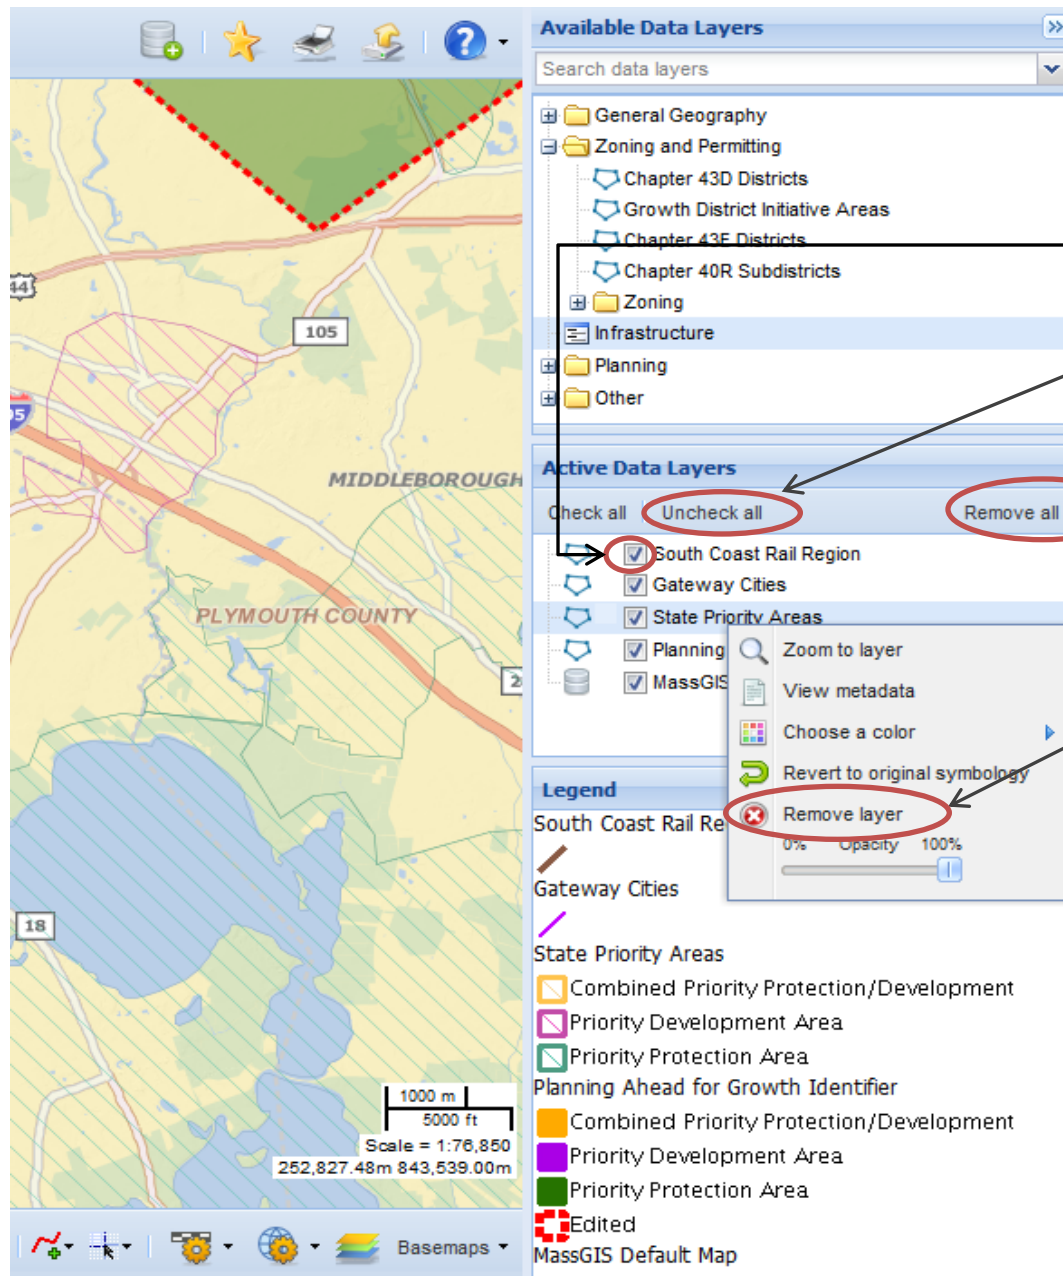 Available Data Layers
Search data layers
General Geography
Zoning and Permitting
Chapter 43D Districts
Growth District Initiative Areas
Chapter 43E Districts
Chapter 40R Subdistricts
Zoning
Infrastructure
Planning
Other
Active Data Layers
Check all
Uncheck all
Remove all
South Coast Rail Region
Gateway Cities
State Priority Areas
Planning
MassGIS
Zoom to layer
View metadata
Choose a color
Revert to original symbology
Remove layer
0% Opacity 100%
Legend
South Coast Rail Re
Gateway Cities
State Priority Areas
Combined Priority Protection/Development
Priority Development Area
Priority Protection Area
Planning Ahead for Growth Identifier
Combined Priority Protection/Development
Priority Development Area
Priority Protection Area
Edited
MassGIS Default Map
44
105
5
MIDDLEBOROUGH
PLYMOUTH COUNTY
2
18
1000 m
5000 ft
Scale = 1:76,850
252,827.48m 843,539.00m
Basemaps